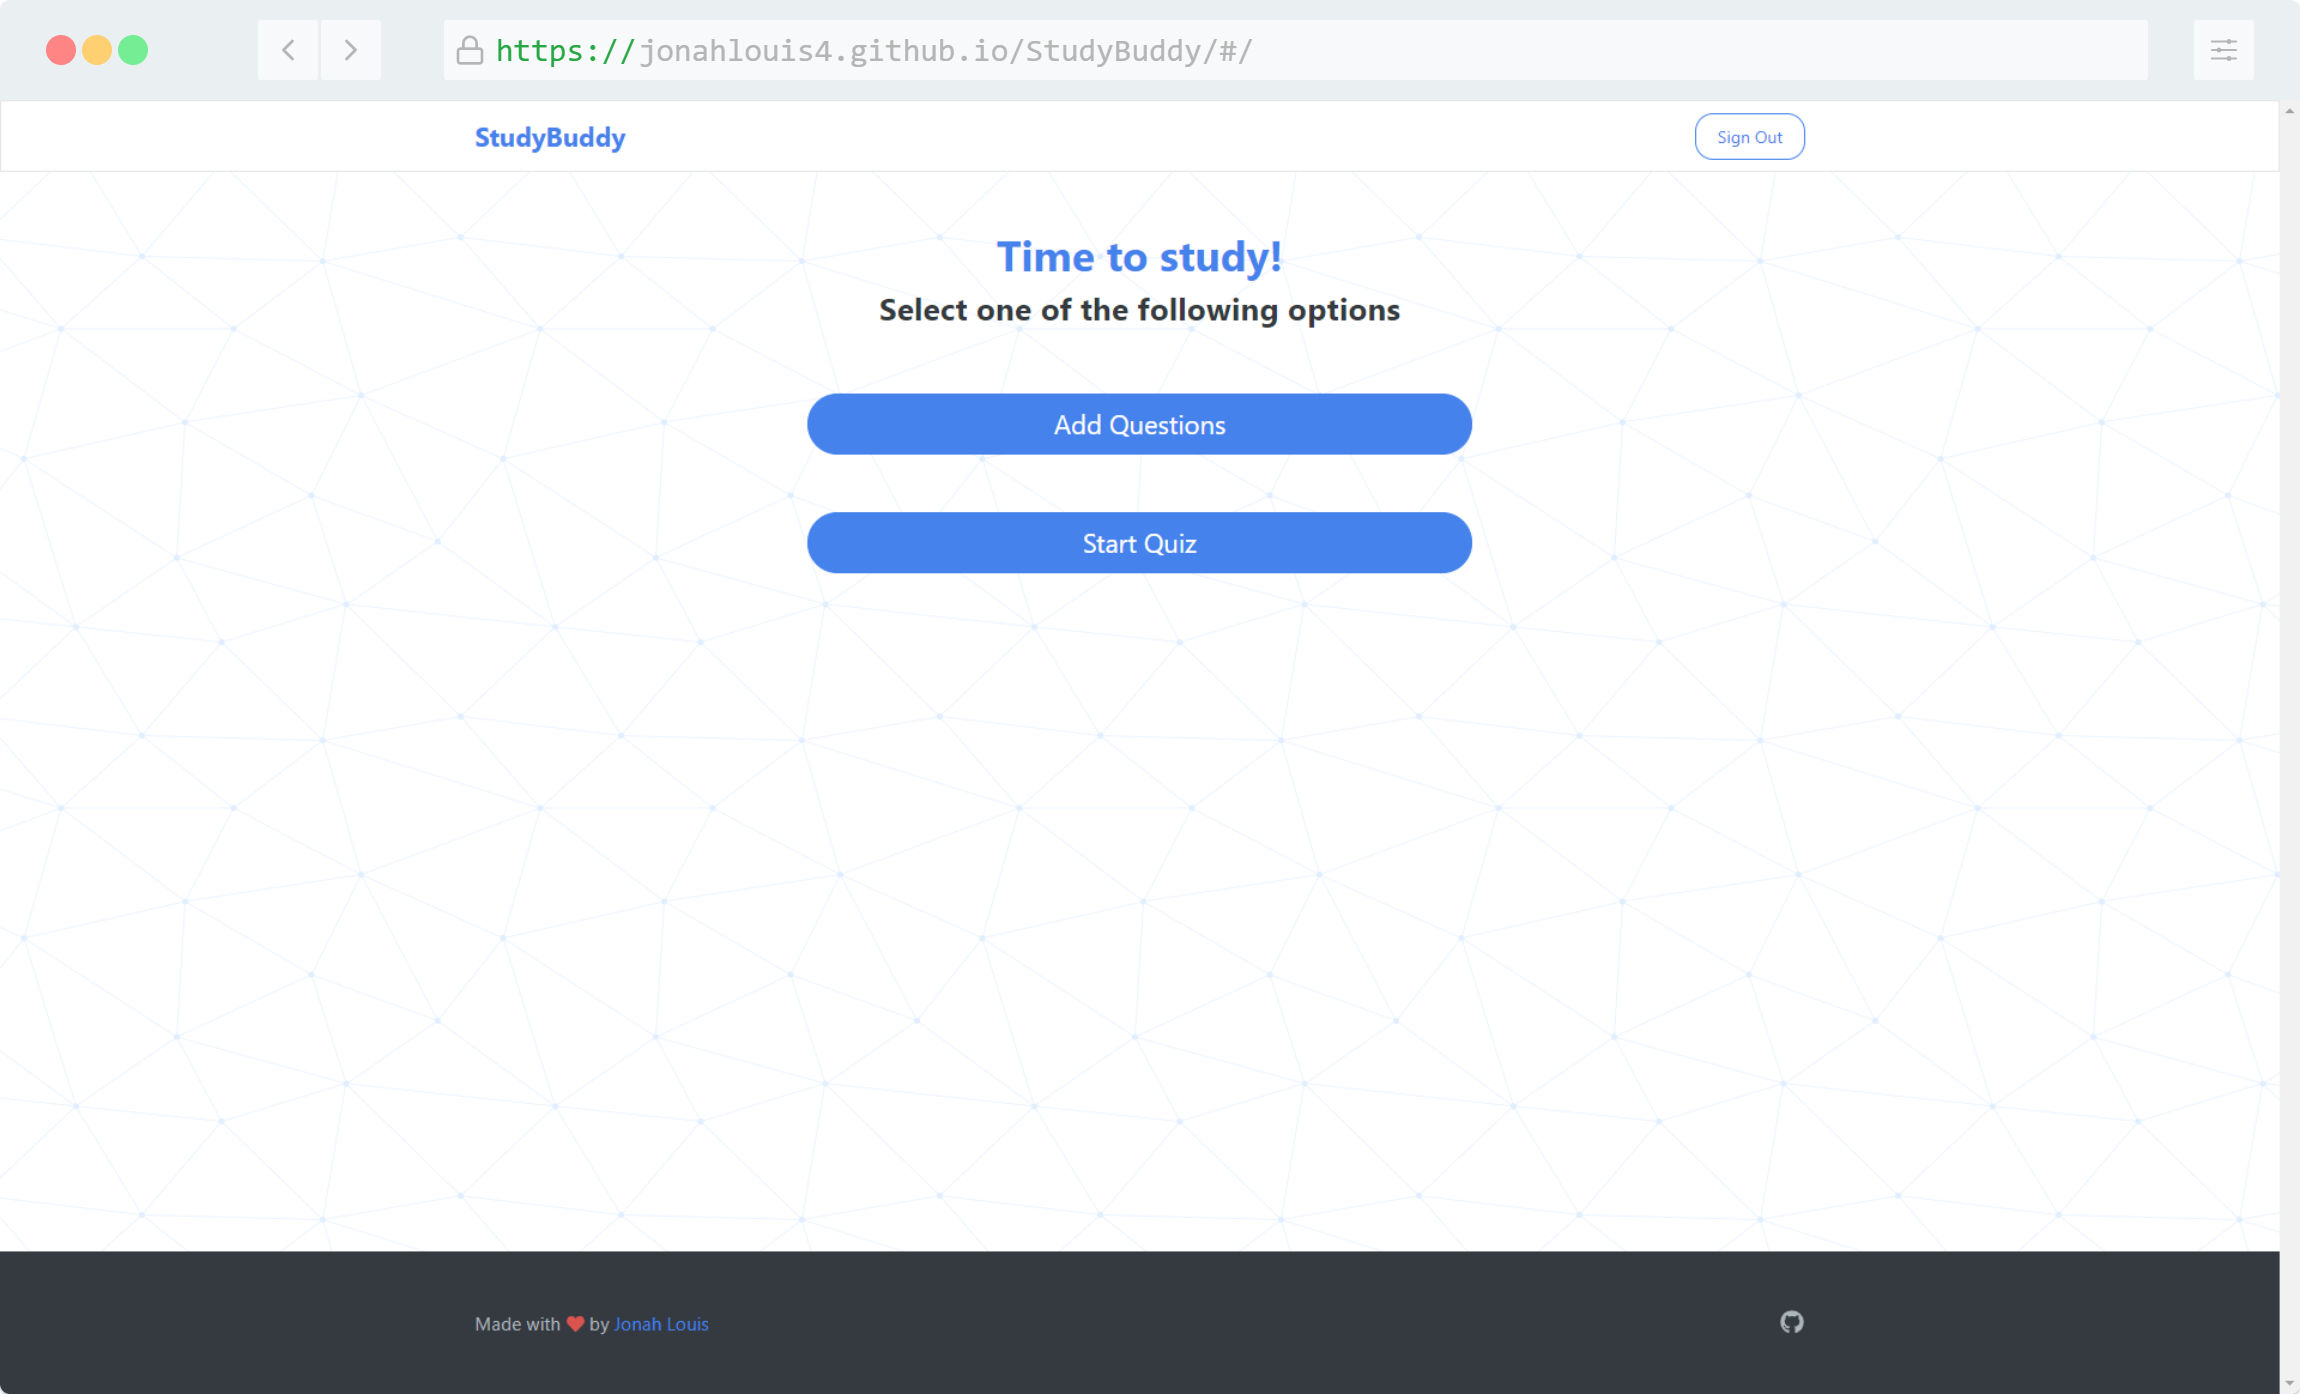 https://jonahlouis4.github.io/StudyBuddy/#/
StudyBuddy
Sign Out
Time to study!
Select one of the following options
Add Questions
Start Quiz
Made with ❤ by Jonah Louis